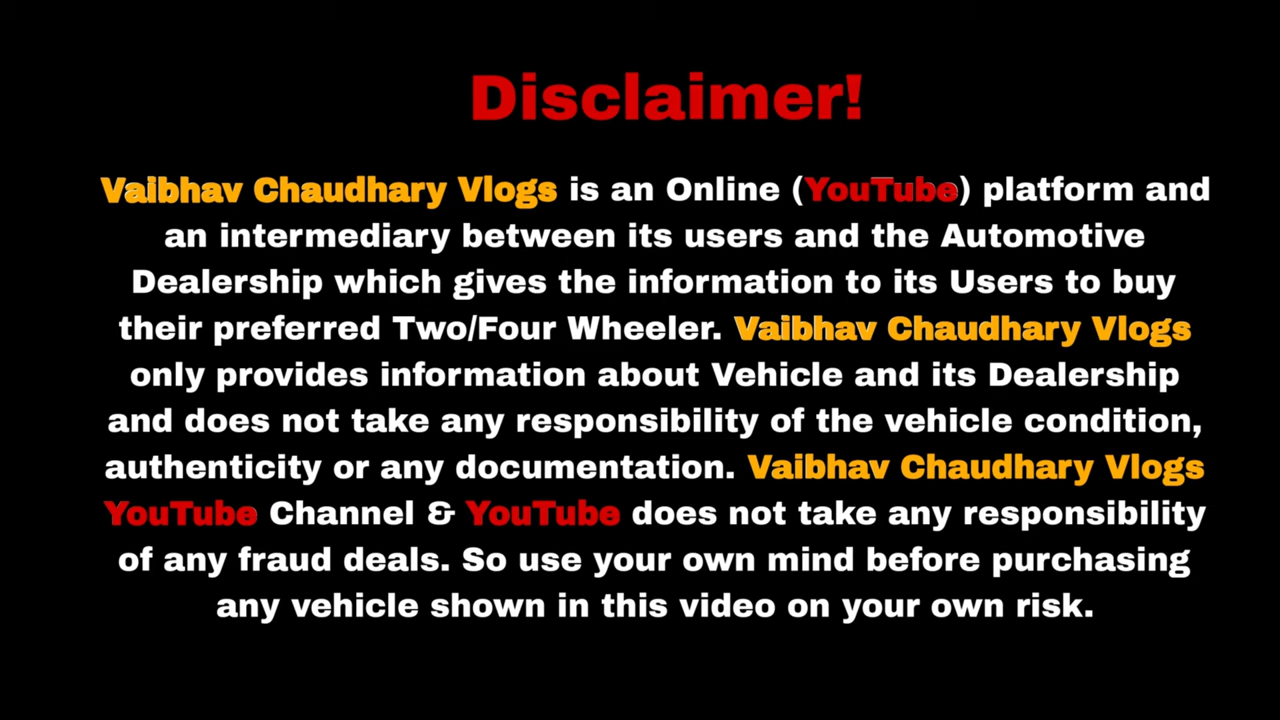 Disclaimer!
Vaibhav Chaudhary Vlogs is an Online (YouTube) platform and
an intermediary between its users and the Automotive
Dealership which gives the information to its Users to buy
their preferred Two/Four Wheeler. Vaibhav Chaudhary Vlogs
only provides information about Vehicle and its Dealership
and does not take any responsibility of the vehicle condition,
authenticity or any documentation. Vaibhav Chaudhary Vlogs
YouTube Channel & YouTube does not take any responsibility
of any fraud deals. So use your own mind before purchasing
any vehicle shown in this video on your own risk.